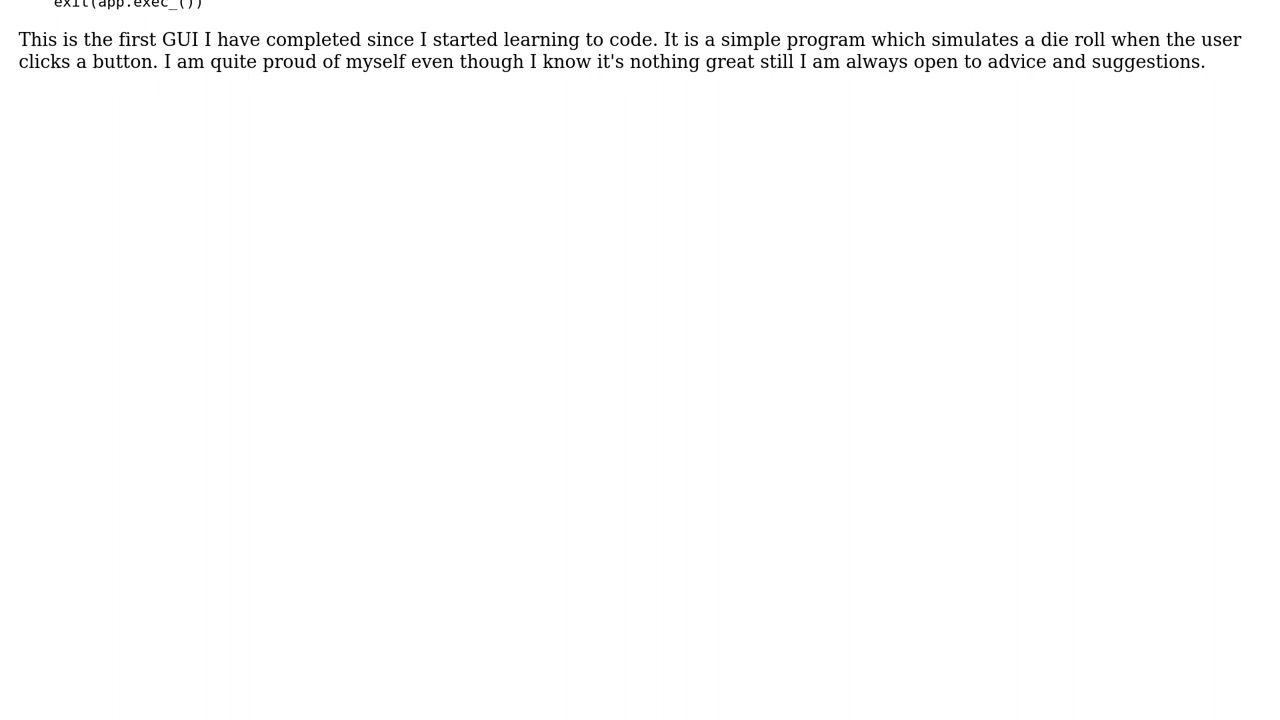 exit(app.exec_())
This is the first GUI I have completed since I started learning to code. It is a simple program which simulates a die roll when the user
clicks a button. I am quite proud of myself even though I know it's nothing great still I am always open to advice and suggestions.